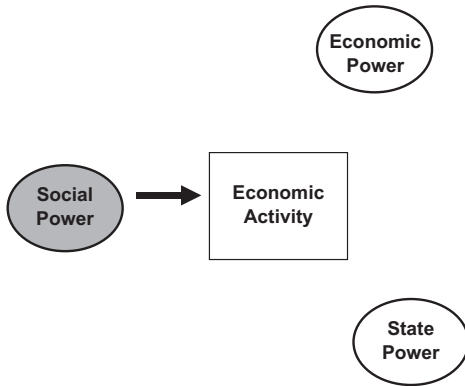 Economic
Power
Social
Power
Economic
Activity
State
Power